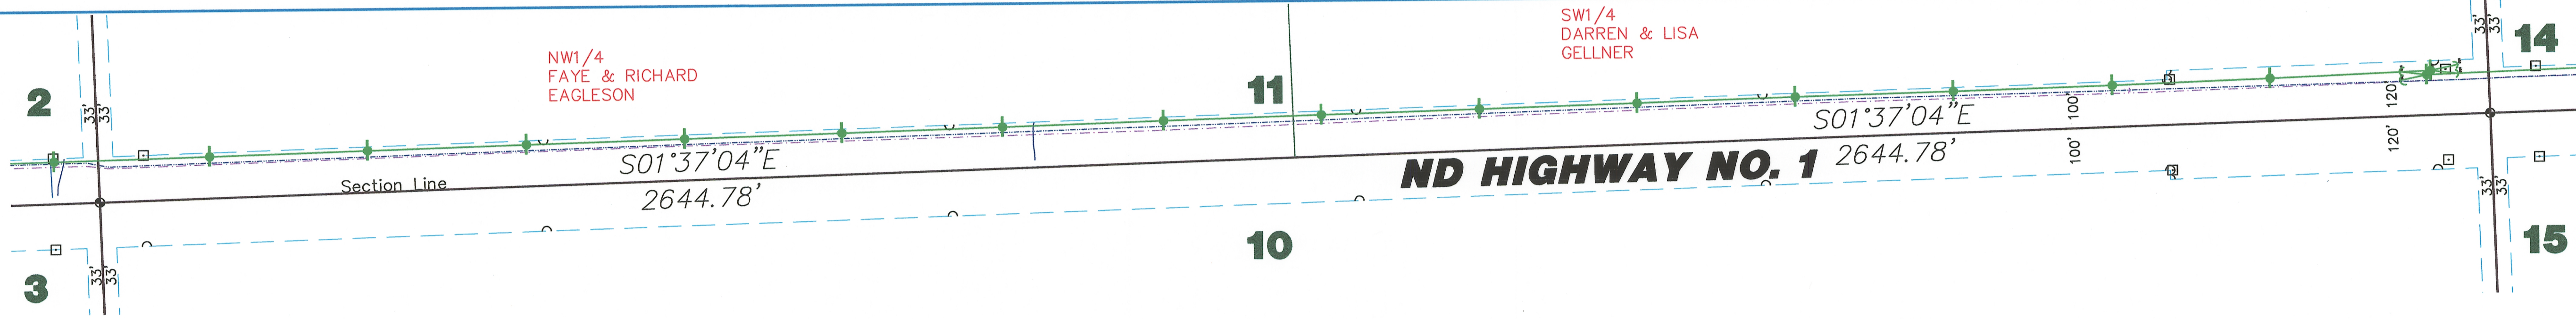 SW1/4
DARREN & LISA
GELLNER
NW1/4
FAYE & RICHARD
EAGLESON
2
11
14
33'
33'
33'
33'
S01°37'04"E
2644.78'
Section Line
S01°37'04"E
2644.78'
100'
100'
120'
120'
ND HIGHWAY NO. 1
3
10
15
33'
33'
33'
33'